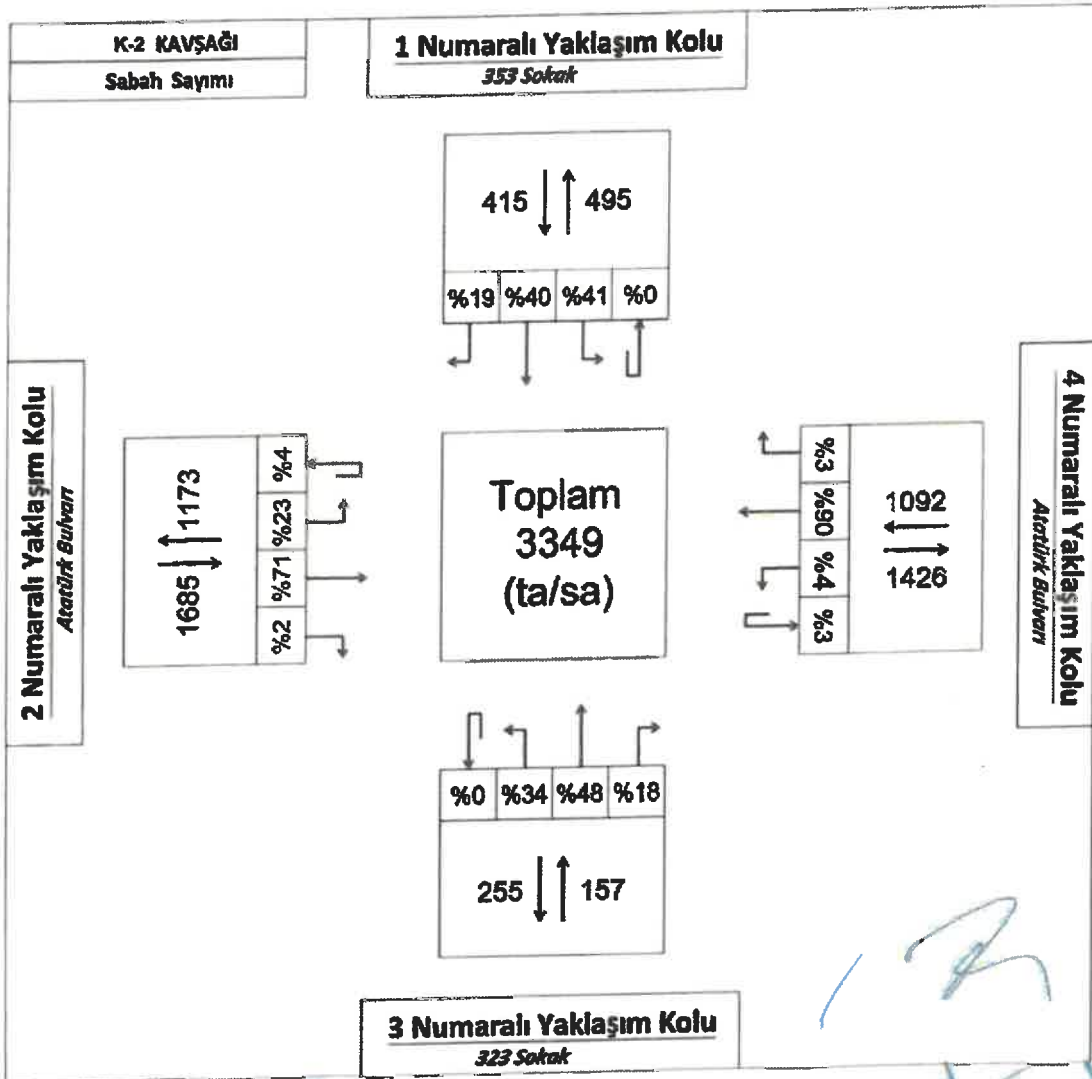 K-2 KAVŞAĞI
Sabah Sayımı
1 Numaralı Yaklaşım Kolu
353 Sokak
415 495
%19 %40 %41 %0
2 Numaralı Yaklaşım Kolu
Atatürk Bulvarı
1173
1685
%4
%23
%71
%2
Toplam
3349
(ta/sa)
%3
%90
%4
%3
1092
1426
4 Numaralı Yaklaşım Kolu
Atatürk Bulvarı
%0 %34 %48 %18
255 157
3 Numaralı Yaklaşım Kolu
323 Sokak